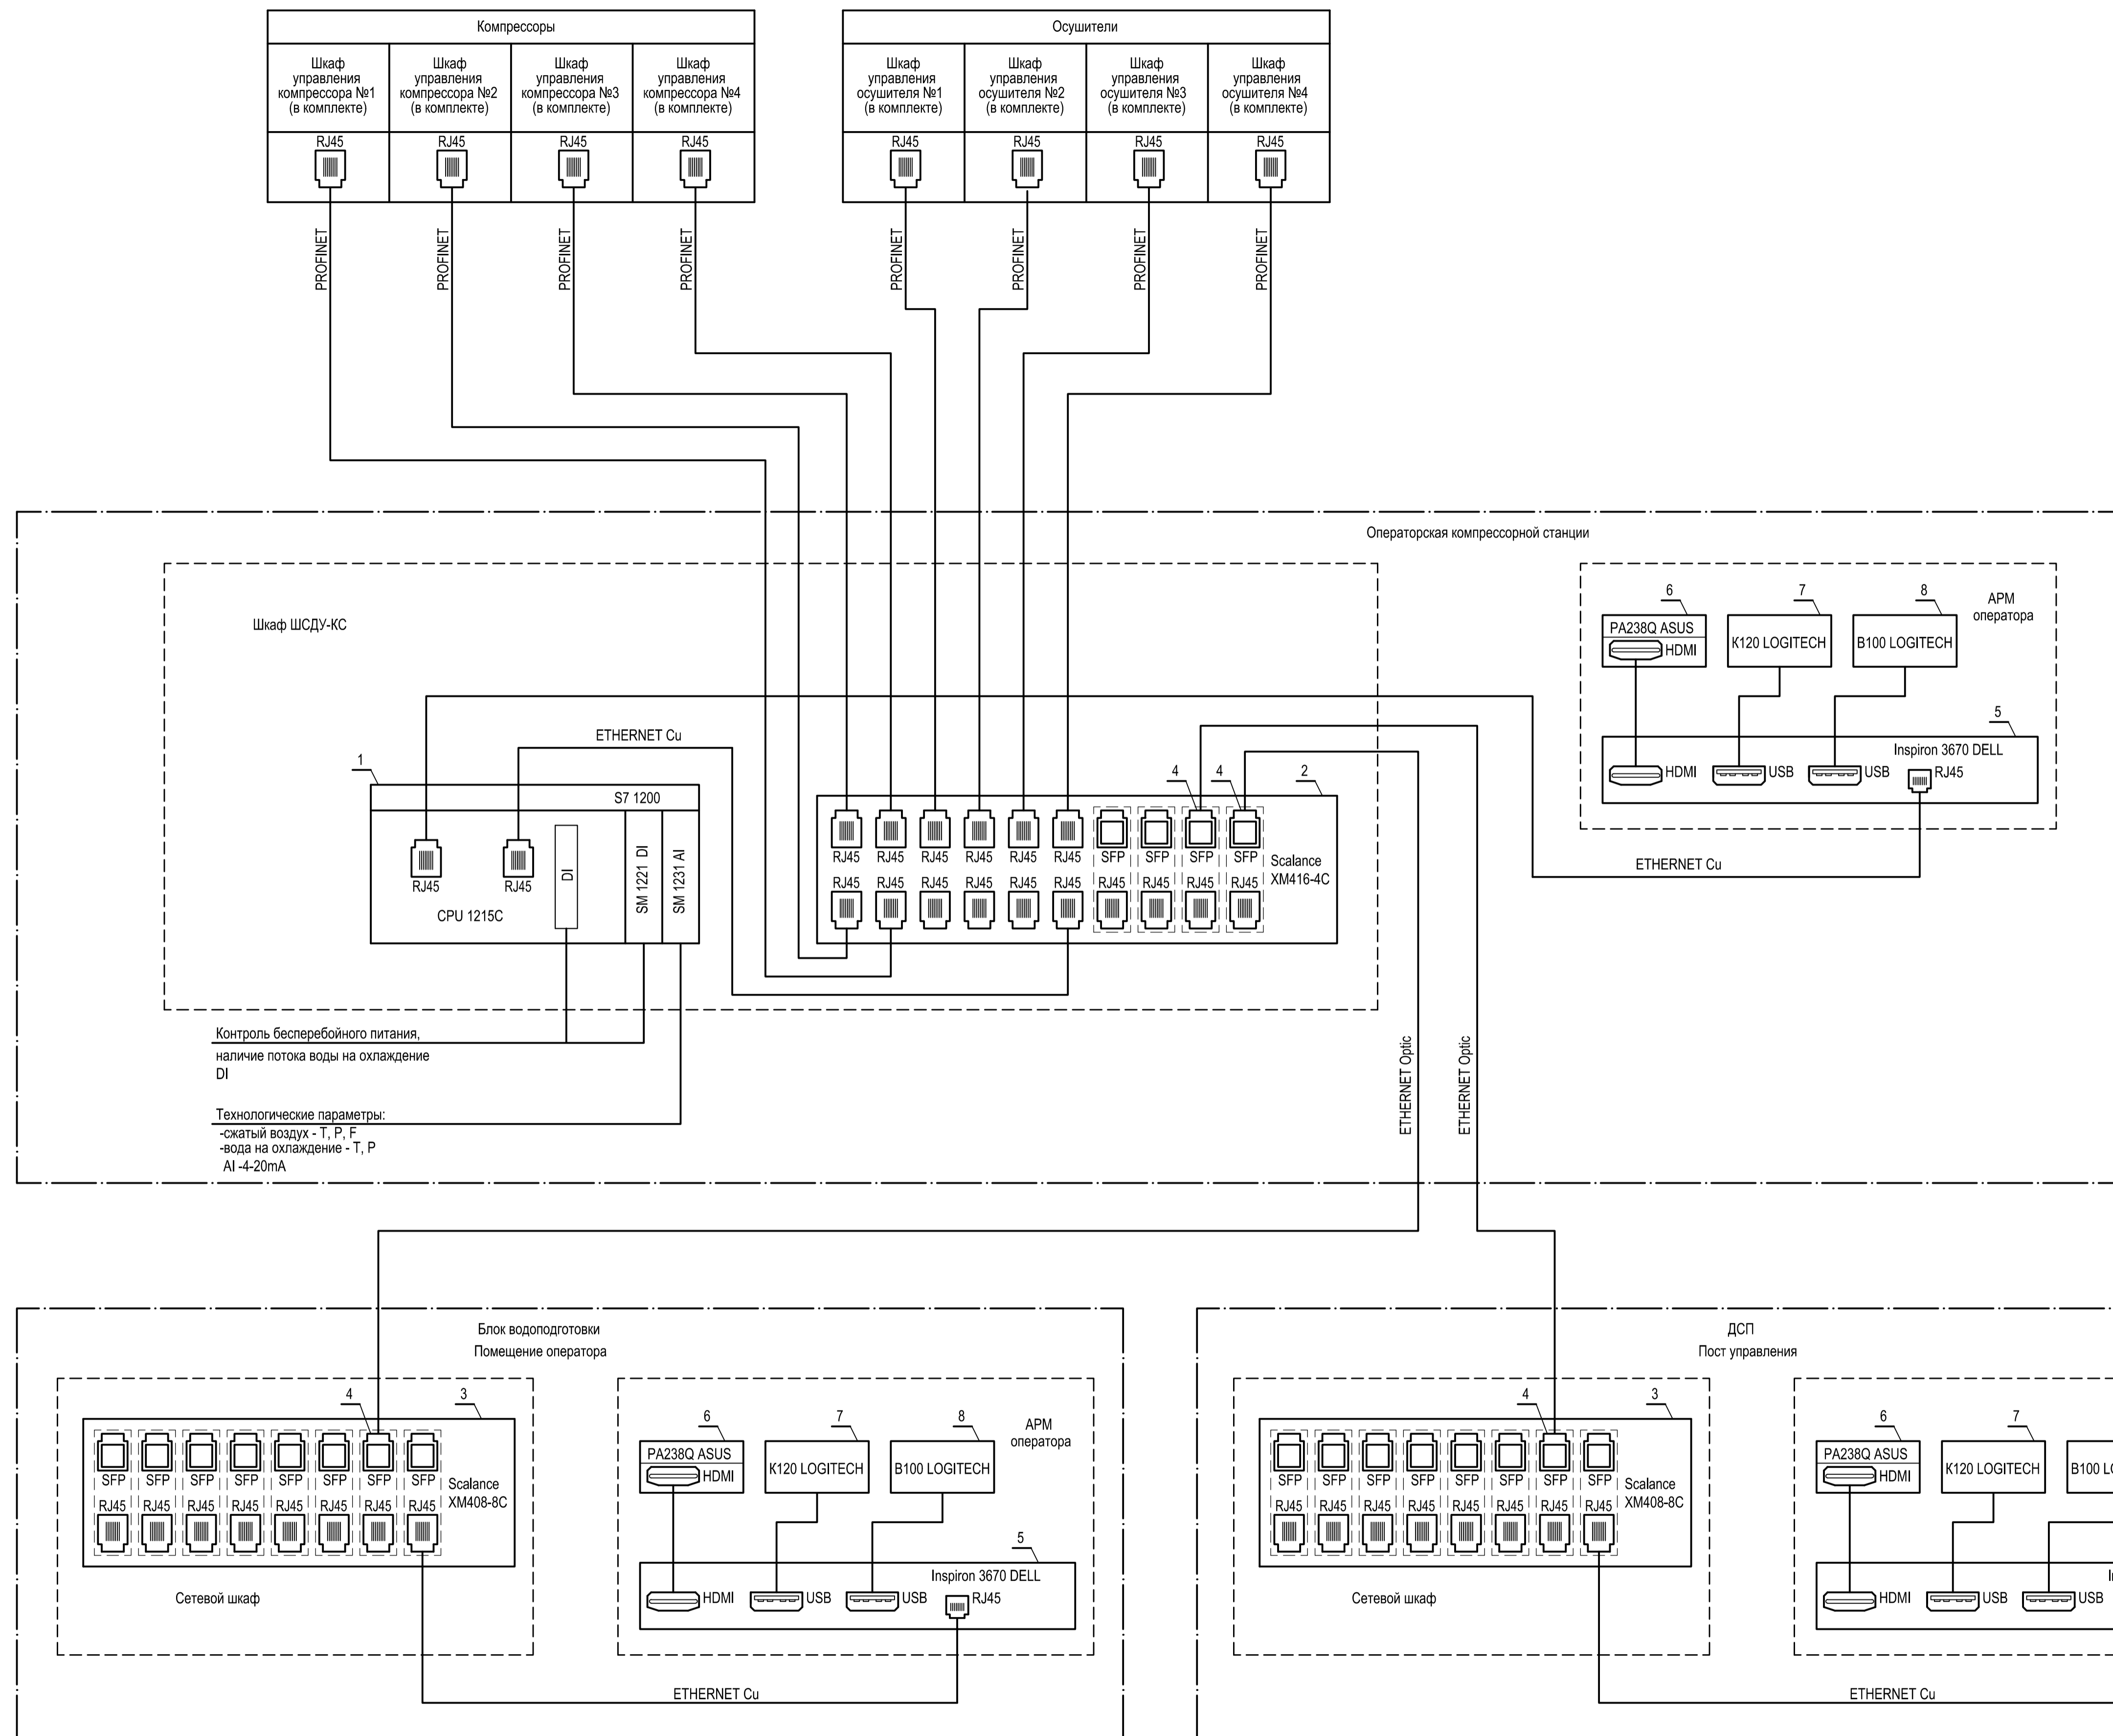 Компрессоры
Шкаф
управления
компрессора №1
(в комплекте)
Шкаф
управления
компрессора №2
(в комплекте)
Шкаф
управления
компрессора №3
(в комплекте)
Шкаф
управления
компрессора №4
(в комплекте)
RJ45
RJ45
RJ45
RJ45
Осушители
Шкаф
управления
осушителя №1
(в комплекте)
Шкаф
управления
осушителя №2
(в комплекте)
Шкаф
управления
осушителя №3
(в комплекте)
Шкаф
управления
осушителя №4
(в комплекте)
RJ45
RJ45
RJ45
RJ45
PROFINET
PROFINET
PROFINET
PROFINET
PROFINET
PROFINET
PROFINET
PROFINET
Операторская компрессорной станции
Шкаф ШСДУ-КС
ETHERNET Cu
1
S7 1200
RJ45
RJ45
CPU 1215C
DI
SM 1221 DI
SM 1231 AI
4
4
2
RJ45
RJ45
RJ45
RJ45
RJ45
RJ45
SFP
SFP
SFP
SFP
Scalance
XM416-4C
RJ45
RJ45
RJ45
RJ45
RJ45
RJ45
RJ45
RJ45
RJ45
RJ45
6
7
8
АРМ
оператора
PA238Q ASUS
HDMI
K120 LOGITECH
B100 LOGITECH
5
Inspiron 3670 DELL
HDMI
USB
USB
RJ45
ETHERNET Cu
Контроль бесперебойного питания,
наличие потока воды на охлаждение
DI
Технологические параметры:
-сжатый воздух - T, P, F
-вода на охлаждение - T, P
AI -4-20mA
ETHERNET Optic
ETHERNET Optic
Блок водоподготовки
Помещение оператора
4
3
SFP
SFP
SFP
SFP
SFP
SFP
SFP
SFP
Scalance
XM408-8C
RJ45
RJ45
RJ45
RJ45
RJ45
RJ45
RJ45
RJ45
Сетевой шкаф
6
7
8
АРМ
оператора
PA238Q ASUS
HDMI
K120 LOGITECH
B100 LOGITECH
5
Inspiron 3670 DELL
HDMI
USB
USB
RJ45
ETHERNET Cu
ДСП
Пост управления
4
3
SFP
SFP
SFP
SFP
SFP
SFP
SFP
SFP
Scalance
XM408-8C
RJ45
RJ45
RJ45
RJ45
RJ45
RJ45
RJ45
RJ45
Сетевой шкаф
6
7
PA238Q ASUS
HDMI
K120 LOGITECH
B100
HDMI
USB
USB
ETHERNET Cu